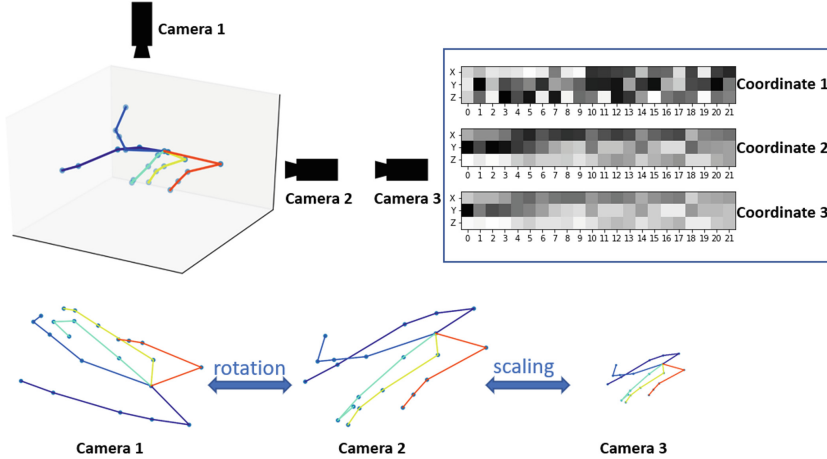 Camera 1
Camera 2
Camera 3
X
Y
Z
0 1 2 3 4 5 6 7 8 9 10 11 12 13 14 15 16 17 18 19 20 21
Coordinate 1
X
Y
Z
0 1 2 3 4 5 6 7 8 9 10 11 12 13 14 15 16 17 18 19 20 21
Coordinate 2
X
Y
Z
0 1 2 3 4 5 6 7 8 9 10 11 12 13 14 15 16 17 18 19 20 21
Coordinate 3
rotation
scaling
Camera 1
Camera 2
Camera 3